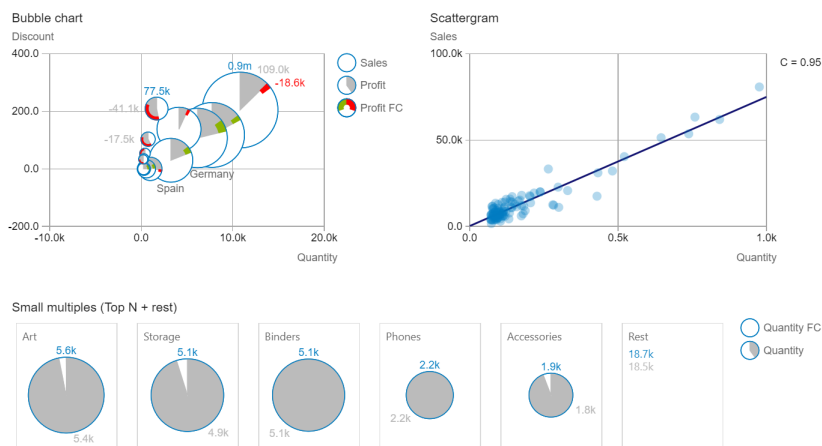 Bubble chart
Discount
400.0
200.0
0.0
-200.0
-10.0k 0.0 10.0k 20.0k
Quantity
0.9m 109.0k
-18.6k
77.5k
-41.1k
-17.5k
Germany
Spain
Sales
Profit
Profit FC
Scattergram
Sales
100.0k
50.0k
0.0
0.0 0.5k 1.0k
Quantity
C = 0.95
Small multiples (Top N + rest)
Art
5.6k
5.4k
Storage
5.1k
4.9k
Binders
5.1k
5.1k
Phones
2.2k
2.2k
Accessories
1.9k
1.8k
Rest
18.7k
18.5k
Quantity FC
Quantity